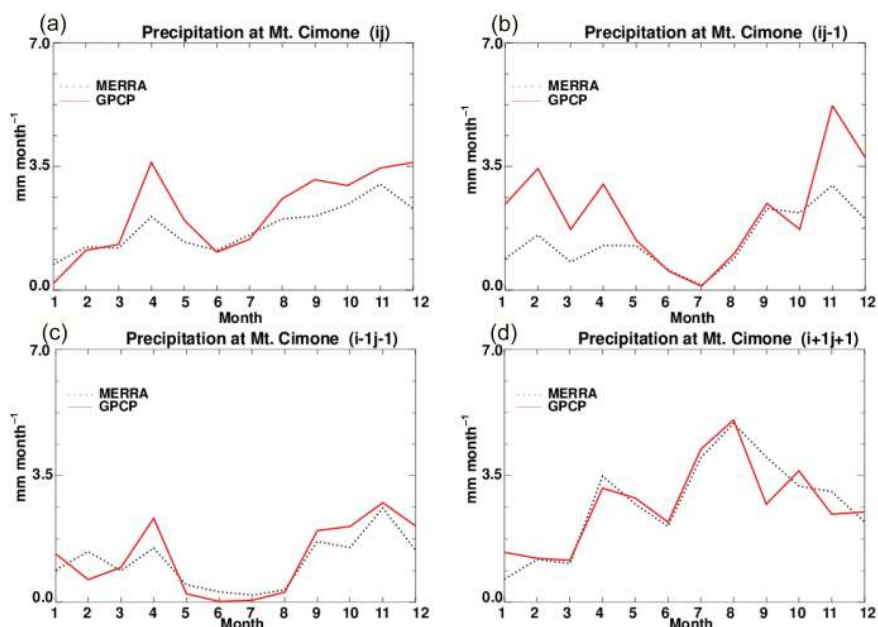 (a)
Precipitation at Mt. Cimone (ij)
7.0
MERRA
GPCP
mm month⁻¹
3.5
0.0
1 2 3 4 5 6 7 8 9 10 11 12
Month
(b)
Precipitation at Mt. Cimone (ij-1)
7.0
MERRA
GPCP
mm month⁻¹
3.5
0.0
1 2 3 4 5 6 7 8 9 10 11 12
Month
(c)
Precipitation at Mt. Cimone (i-1j-1)
7.0
MERRA
GPCP
mm month⁻¹
3.5
0.0
1 2 3 4 5 6 7 8 9 10 11 12
Month
(d)
Precipitation at Mt. Cimone (i+1j+1)
7.0
MERRA
GPCP
mm month⁻¹
3.5
0.0
1 2 3 4 5 6 7 8 9 10 11 12
Month